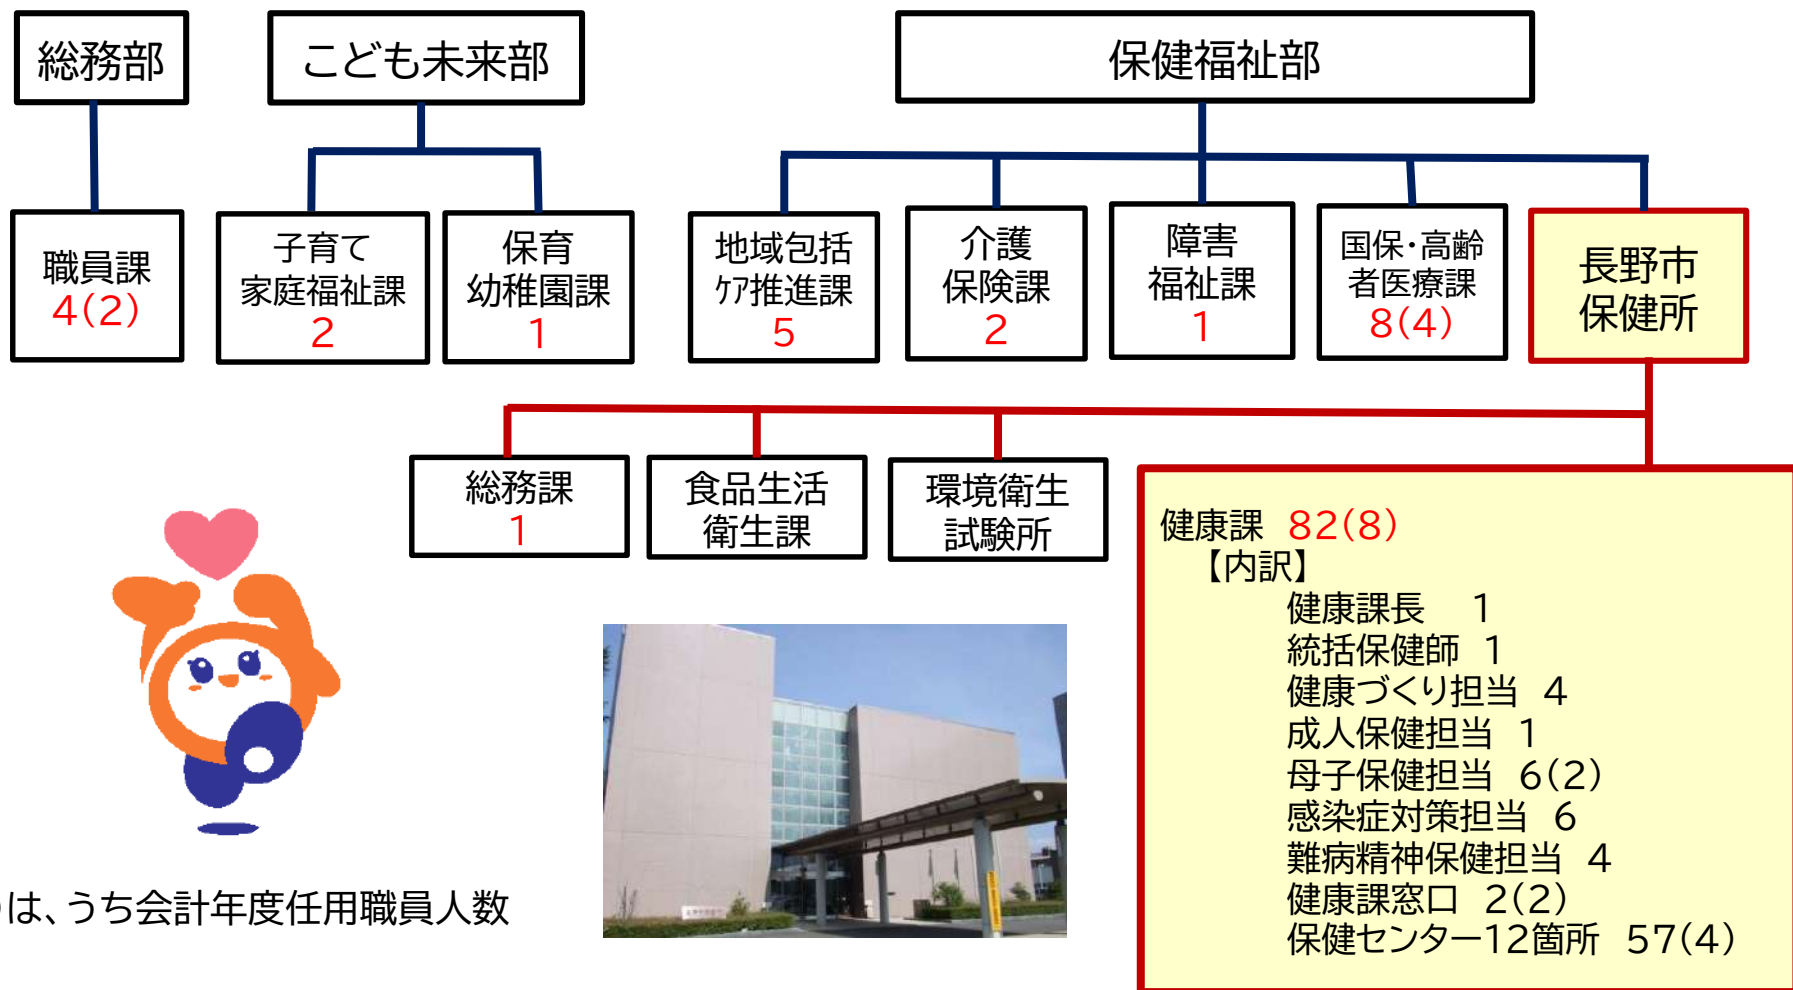 総務部
こども未来部
保健福祉部
職員課
4(2)
子育て
家庭福祉課
2
保育
幼稚園課
1
地域包括
ｹｱ推進課
5
介護
保険課
2
障害
福祉課
1
国保・高齢
者医療課
8(4)
長野市
保健所
総務課
1
食品生活
衛生課
環境衛生
試験所
健康課 82(8)
【内訳】
健康課長 1
統括保健師 1
健康づくり担当 4
成人保健担当 1
母子保健担当 6(2)
感染症対策担当 6
難病精神保健担当 4
健康課窓口 2(2)
保健センター12箇所 57(4)
)は、うち会計年度任用職員人数